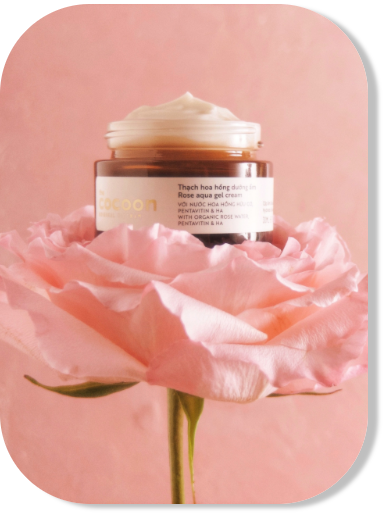 cocoon
Thạch hoa hồng dưỡng ẩm
Rose aqua gel cream
VỚI NƯỚC HOA HỒNG HỮU CƠ
PENTAVITIN & HA
WITH ORGANIC ROSE WATER
PENTAVITIN & HA